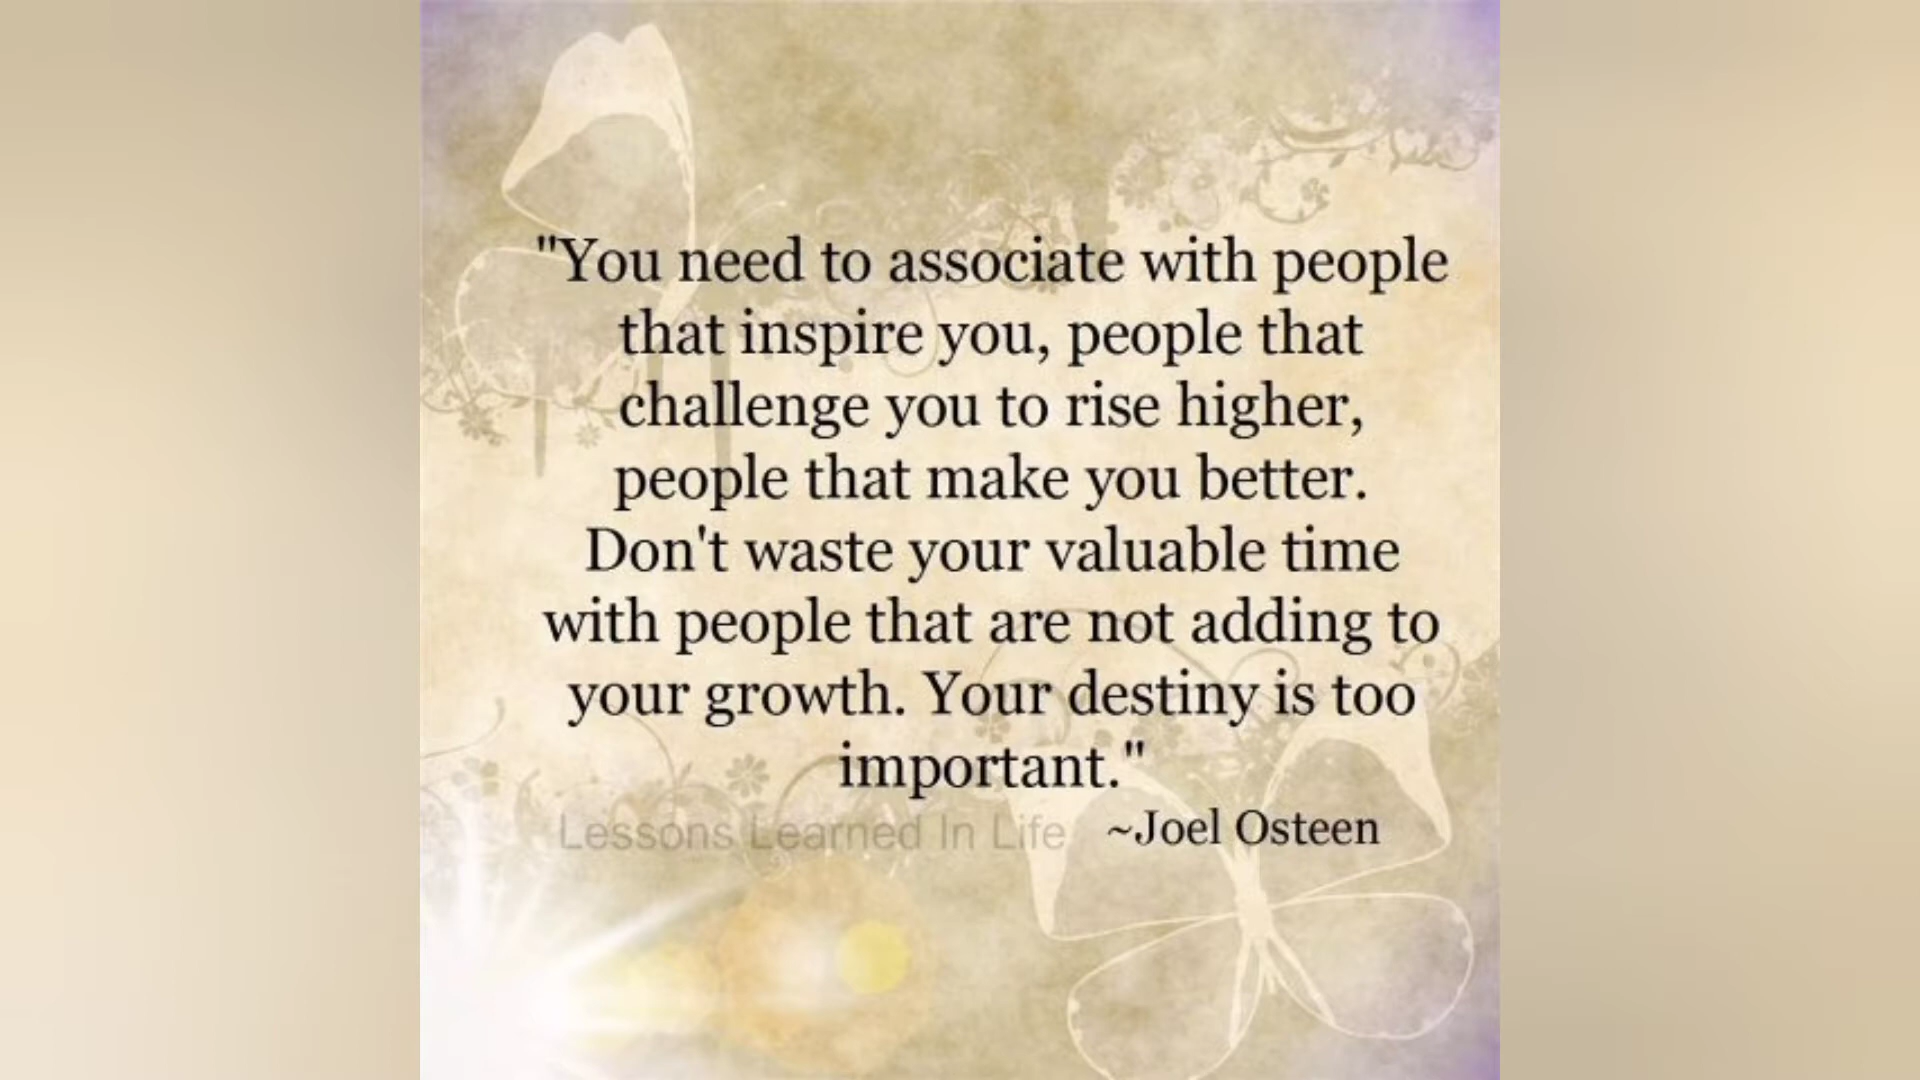 "You need to associate with people
that inspire you, people that
challenge you to rise higher,
people that make you better.
Don't waste your valuable time
with people that are not adding to
your growth. Your destiny is too
important."
Lessons Learned In Life
~Joel Osteen